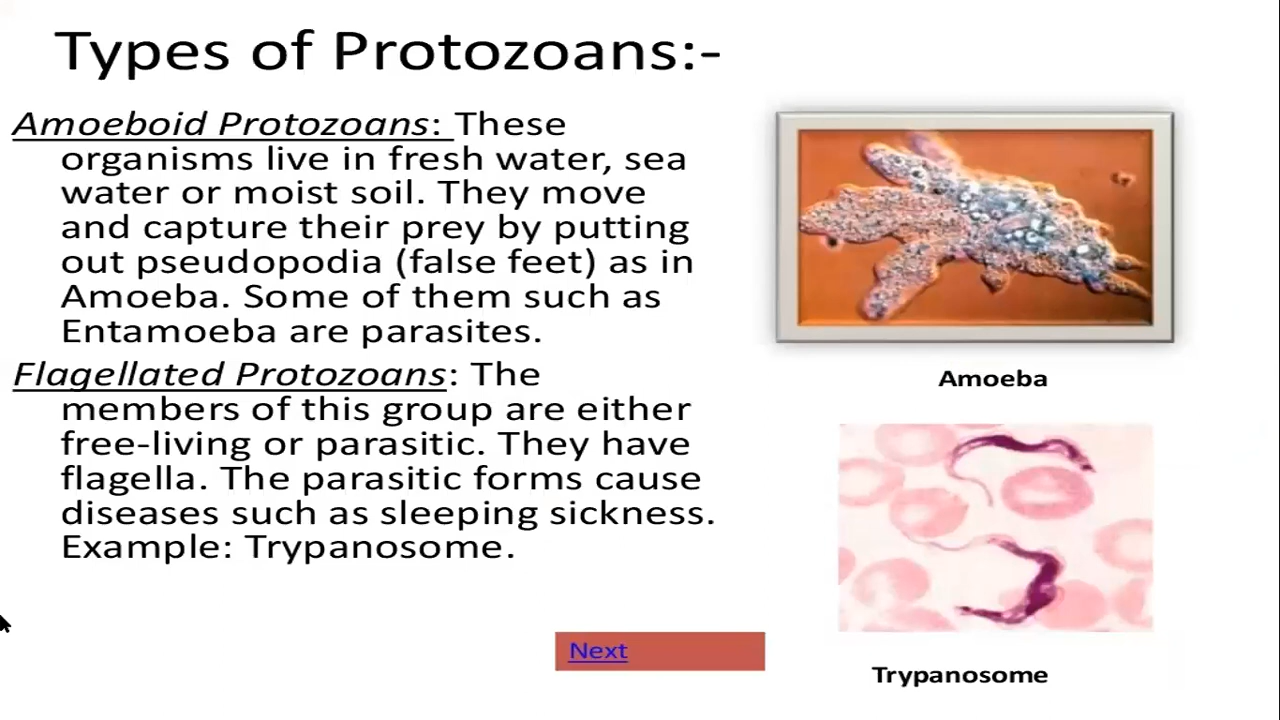 Types of Protozoans:-
Amoeboid Protozoans: These
organisms live in fresh water, sea
water or moist soil. They move
and capture their prey by putting
out pseudopodia (false feet) as in
Amoeba. Some of them such as
Entamoeba are parasites.
Flagellated Protozoans: The
members of this group are either
free-living or parasitic. They have
flagella. The parasitic forms cause
diseases such as sleeping sickness.
Example: Trypanosome.
Amoeba
Trypanosome
Next